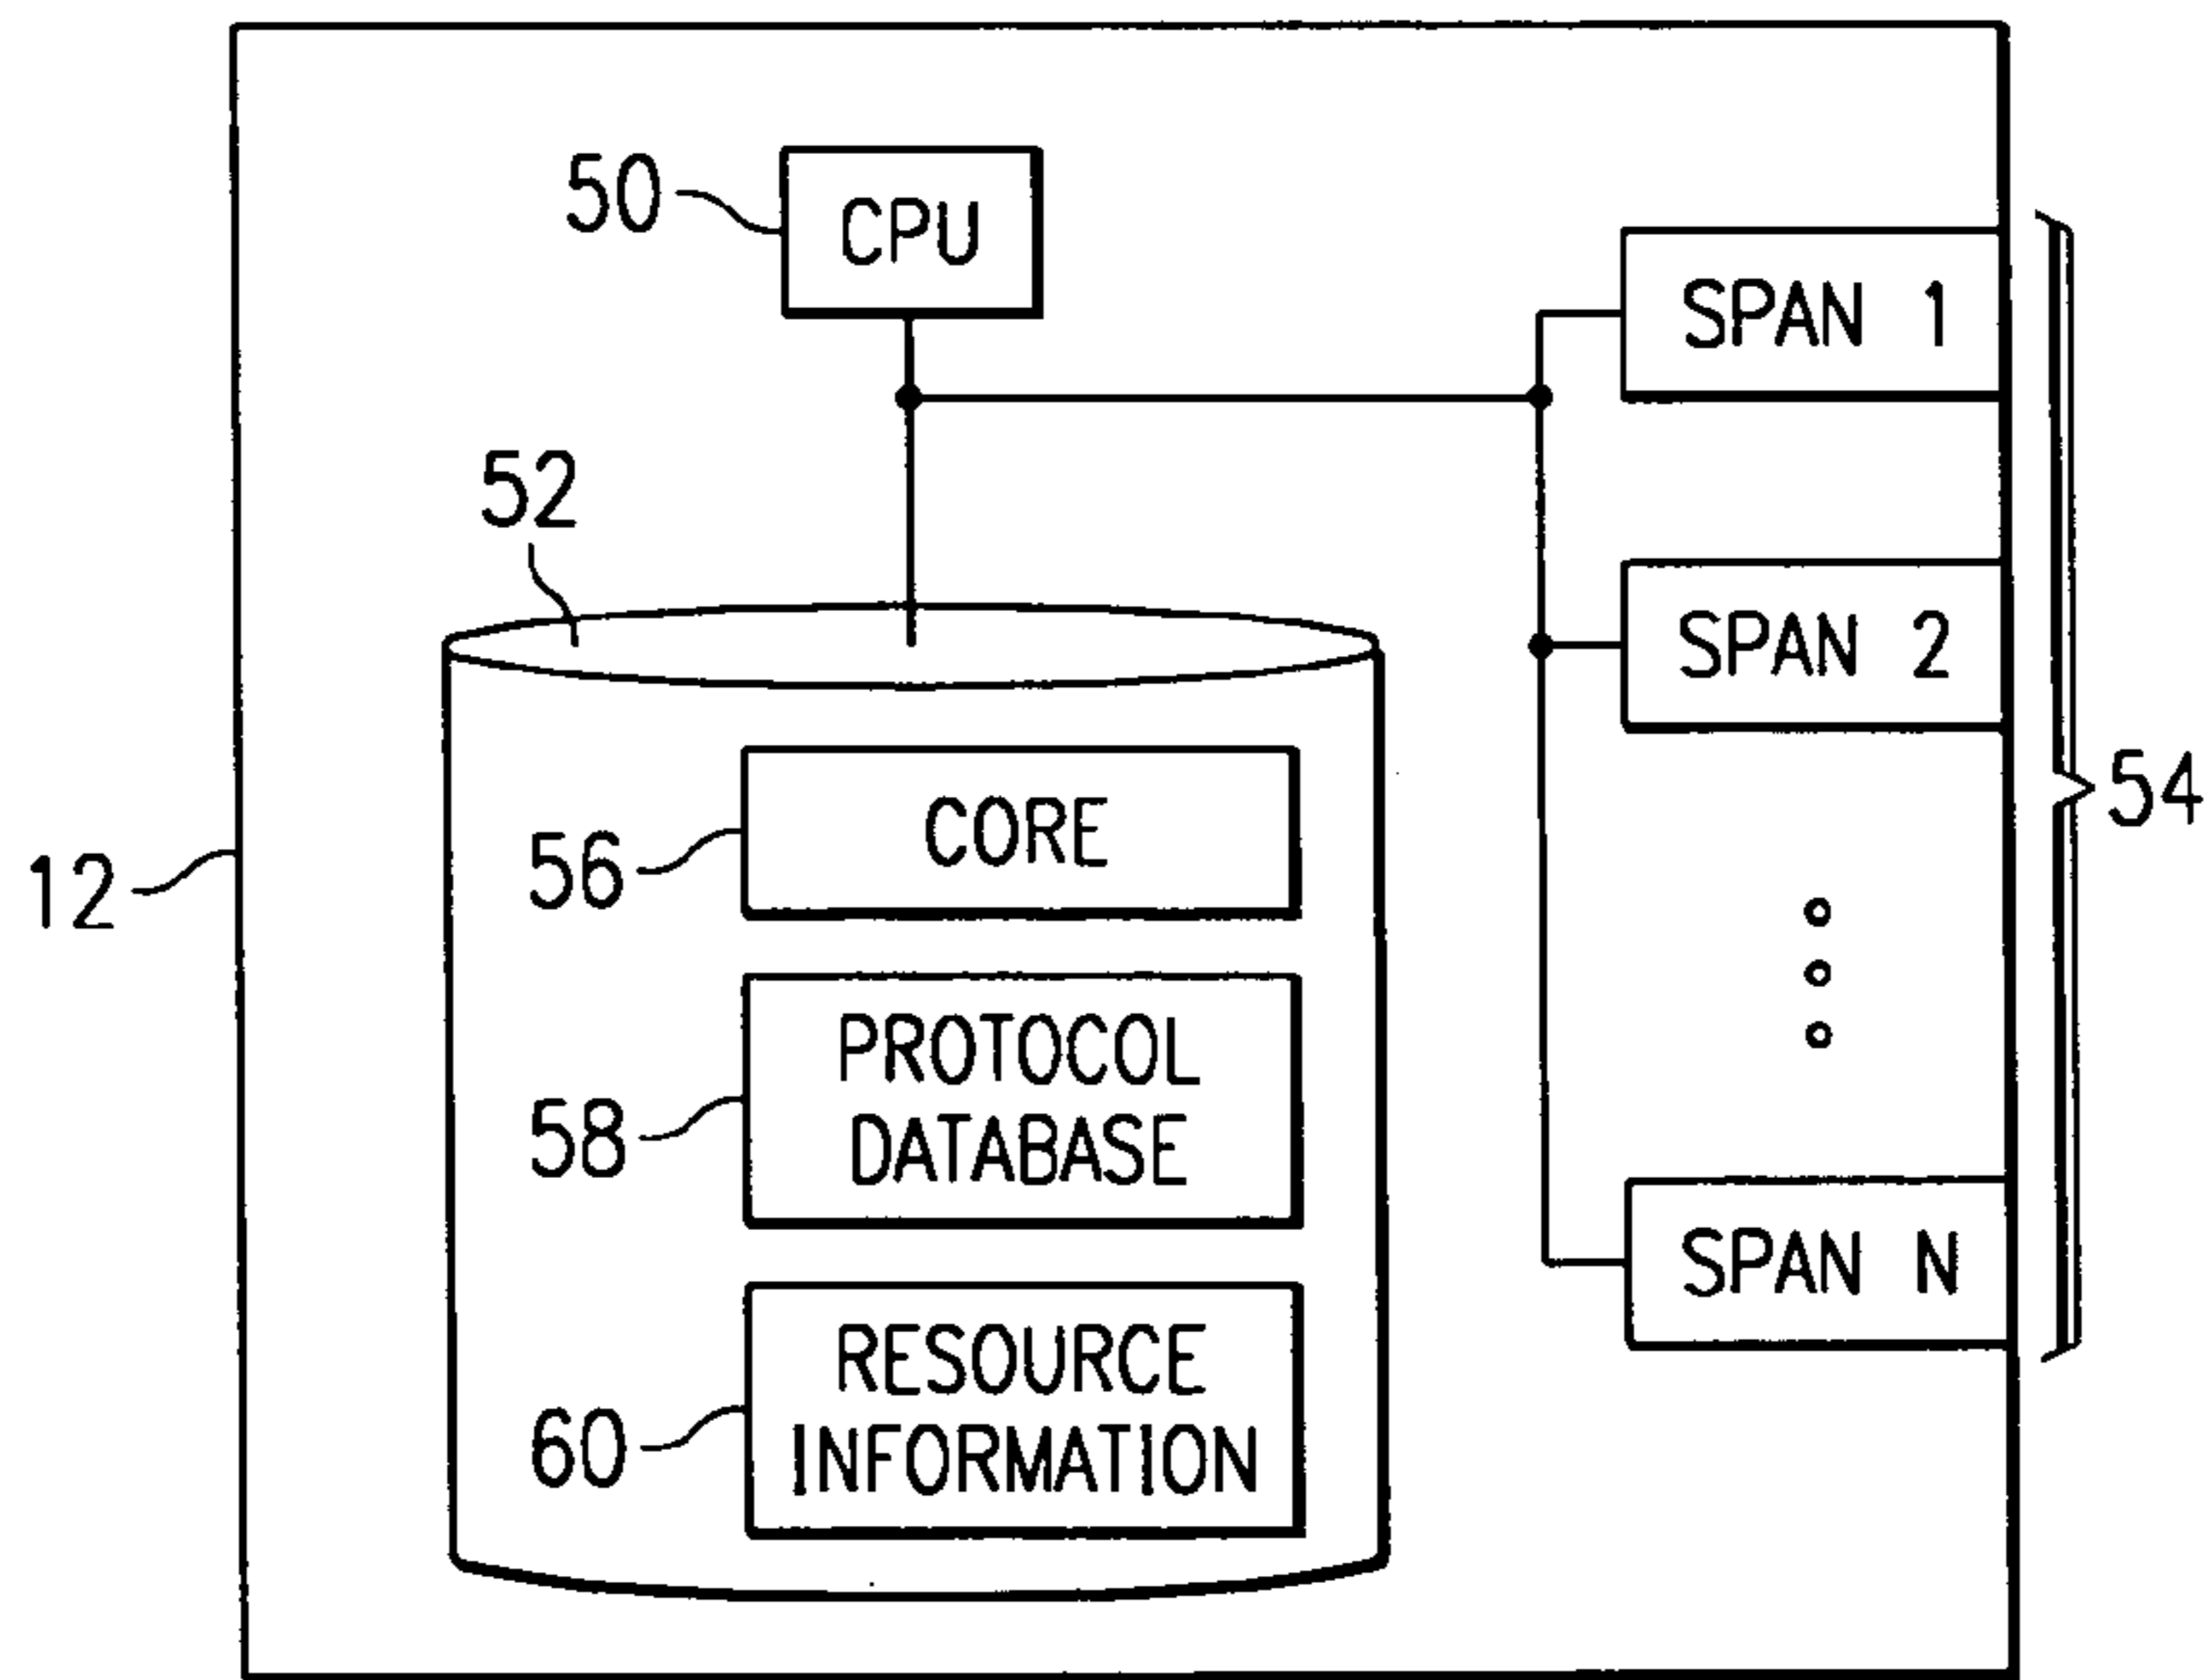 50
CPU
SPAN 1
52
SPAN 2
54
CORE
56
12
PROTOCOL
DATABASE
58
SPAN N
RESOURCE
INFORMATION
60